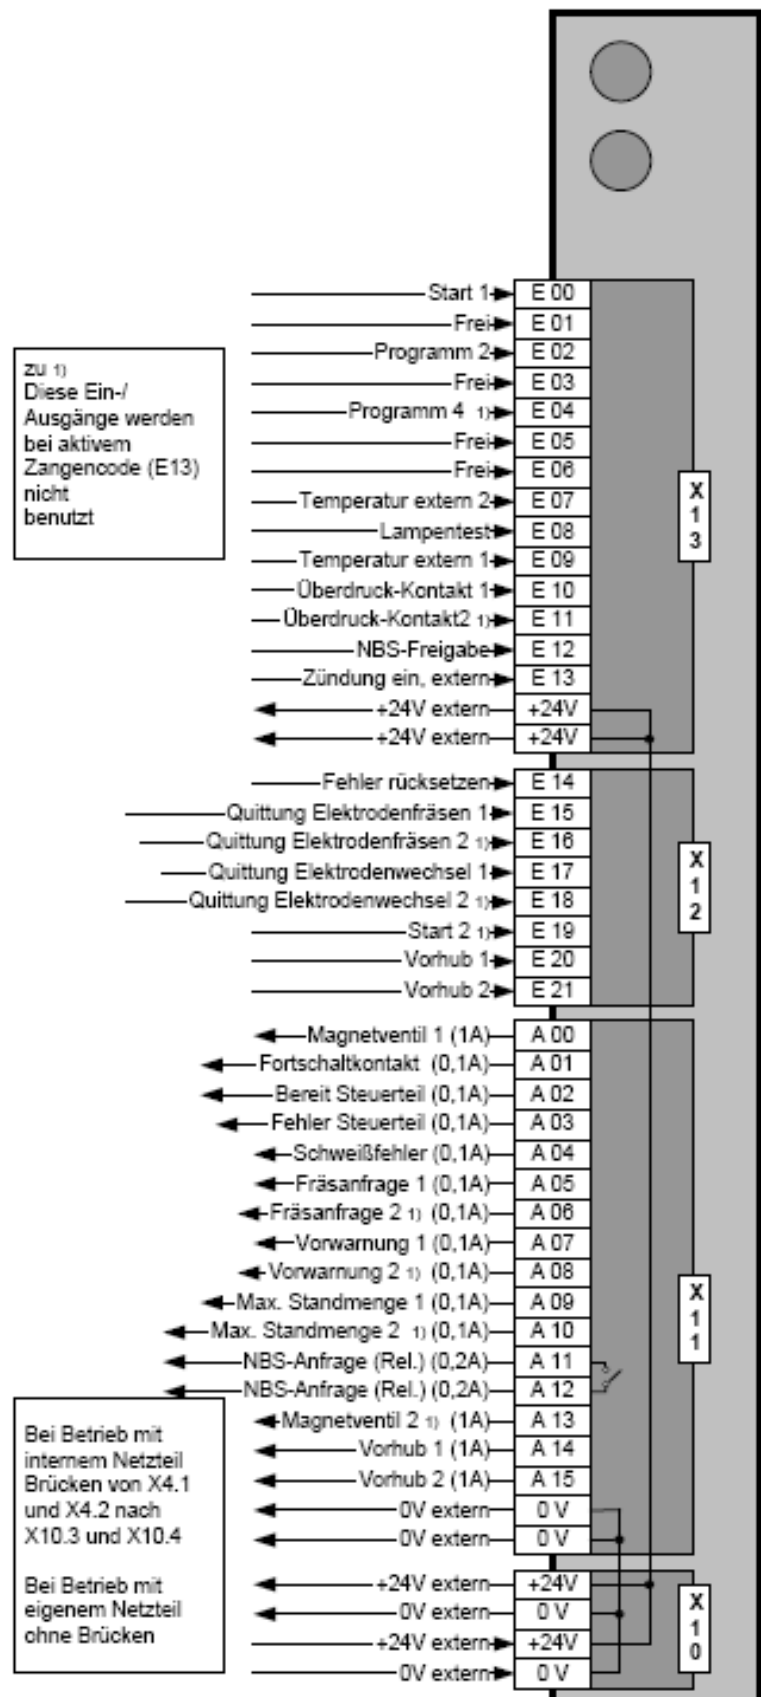 Start 1 E 00
Frei E 01
Programm 2 E 02
Frei E 03
Programm 4 1) E 04
Frei E 05
Frei E 06
Temperatur extern 2 E 07
Lampentest E 08
Temperatur extern 1 E 09
Überdruck-Kontakt 1 E 10
Überdruck-Kontakt2 1) E 11
NBS-Freigabe E 12
Zündung ein, extern E 13
+24V extern +24V
+24V extern +24V
X13
zu 1)
Diese Ein-/
Ausgänge werden
bei aktivem
Zangencode (E13)
nicht
benutzt
Fehler rücksetzen E 14
Quittung Elektrodenfräsen 1 E 15
Quittung Elektrodenfräsen 2 1) E 16
Quittung Elektrodenwechsel 1 E 17
Quittung Elektrodenwechsel 2 1) E 18
Start 2 1) E 19
Vorhub 1 E 20
Vorhub 2 E 21
X12
Magnetventil 1 (1A) A 00
Fortschaltkontakt (0,1A) A 01
Bereit Steuerteil (0,1A) A 02
Fehler Steuerteil (0,1A) A 03
Schweißfehler (0,1A) A 04
Fräsanfrage 1 (0,1A) A 05
Fräsanfrage 2 1) (0,1A) A 06
Vorwarnung 1 (0,1A) A 07
Vorwarnung 2 1) (0,1A) A 08
Max. Standmenge 1 (0,1A) A 09
Max. Standmenge 2 1) (0,1A) A 10
NBS-Anfrage (Rel.) (0,2A) A 11
NBS-Anfrage (Rel.) (0,2A) A 12
Magnetventil 2 1) (1A) A 13
Vorhub 1 (1A) A 14
Vorhub 2 (1A) A 15
0V extern 0 V
0V extern 0 V
X11
Bei Betrieb mit
internem Netzteil
Brücken von X4.1
und X4.2 nach
X10.3 und X10.4
Bei Betrieb mit
eigenem Netzteil
ohne Brücken
+24V extern +24V
0V extern 0 V
+24V extern +24V
0V extern 0 V
X10